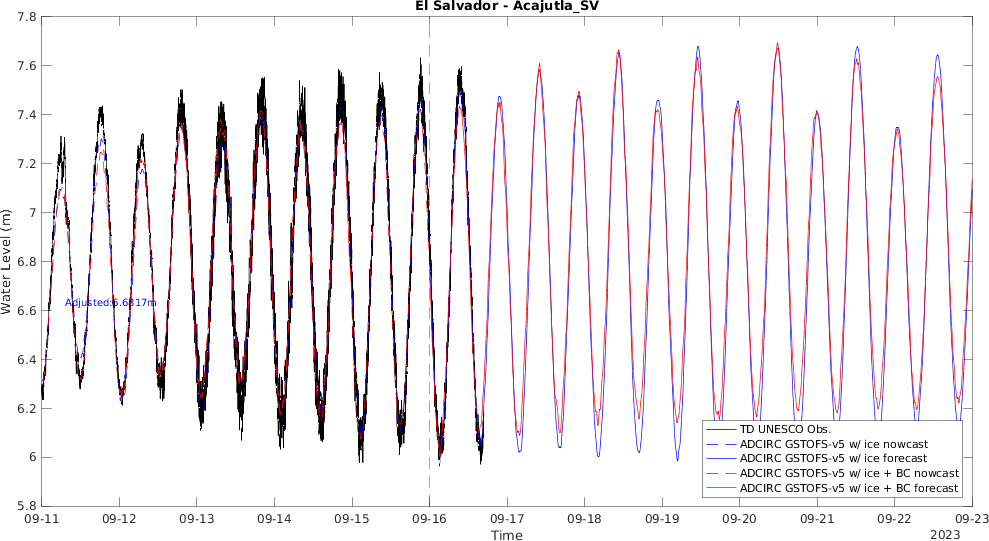 El Salvador - Acajutla_SV
7.8
7.6
7.4
7.2
7
6.8
6.6
6.4
6.2
6
5.8
Water Level (m)
Adjusted:6.6317m
TD UNESCO Obs.
ADCIRC GSTOFS-v5 w/ ice nowcast
ADCIRC GSTOFS-v5 w/ ice forecast
ADCIRC GSTOFS-v5 w/ ice + BC nowcast
ADCIRC GSTOFS-v5 w/ ice + BC forecast
09-11 09-12 09-13 09-14 09-15 09-16 09-17 09-18 09-19 09-20 09-21 09-22 09-23
Time
2023